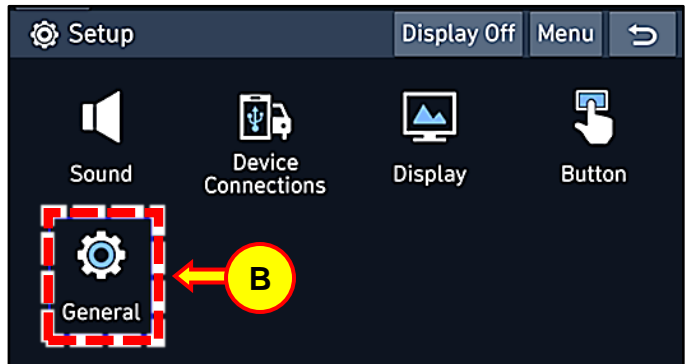 Setup
Display Off
Menu
Sound
Device
Connections
Display
Button
General
B